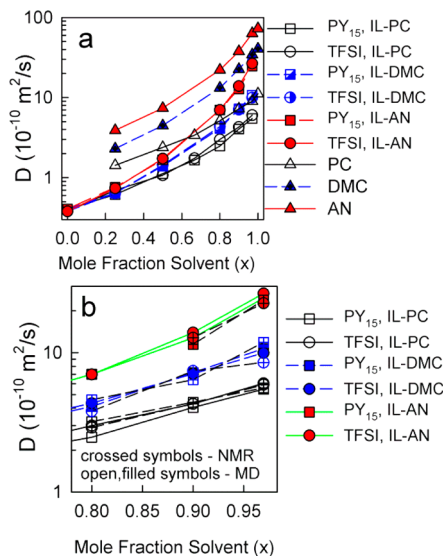 a
D (10⁻¹⁰ m²/s)
100
10
1
0.0 0.2 0.4 0.6 0.8 1.0
Mole Fraction Solvent (x)
PY₁₅, IL-PC
TFSI, IL-PC
PY₁₅, IL-DMC
TFSI, IL-DMC
PY₁₅, IL-AN
TFSI, IL-AN
PC
DMC
AN
b
D (10⁻¹⁰ m²/s)
10
1
crossed symbols - NMR
open,filled symbols - MD
0.80 0.85 0.90 0.95
Mole Fraction Solvent (x)
PY₁₅, IL-PC
TFSI, IL-PC
PY₁₅, IL-DMC
TFSI, IL-DMC
PY₁₅, IL-AN
TFSI, IL-AN